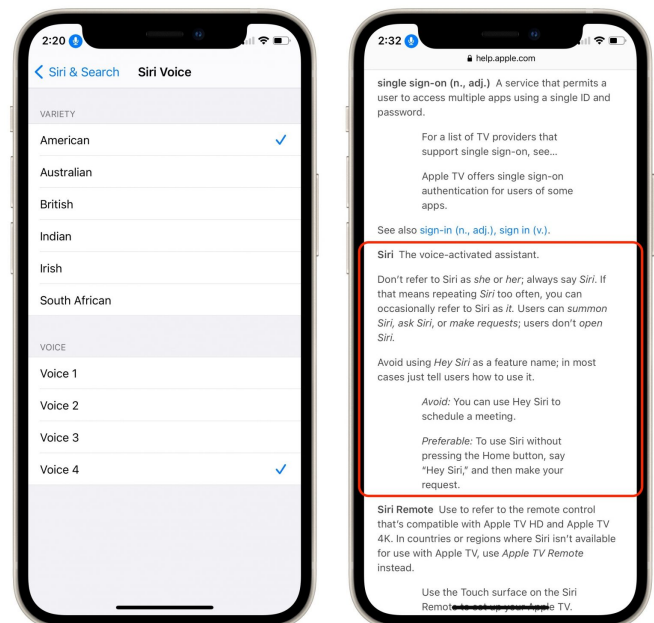 2:20
Siri & Search
Siri Voice
VARIETY
American
Australian
British
Indian
Irish
South African
VOICE
Voice 1
Voice 2
Voice 3
Voice 4
2:32
help.apple.com
single sign-on (n., adj.) A service that permits a
user to access multiple apps using a single ID and
password.
For a list of TV providers that
support single sign-on, see...
Apple TV offers single sign-on
authentication for users of some
apps.
See also sign-in (n., adj.), sign in (v.).
Siri The voice-activated assistant.
Don’t refer to Siri as she or her; always say Siri. If
that means repeating Siri too often, you can
occasionally refer to Siri as it. Users can summon
Siri, ask Siri, or make requests; users don’t open
Siri.
Avoid using Hey Siri as a feature name; in most
cases just tell users how to use it.
Avoid: You can use Hey Siri to
schedule a meeting.
Preferable: To use Siri without
pressing the Home button, say
“Hey Siri,” and then make your
request.
Siri Remote Use to refer to the remote control
that’s compatible with Apple TV HD and Apple TV
4K. In countries or regions where Siri isn’t available
for use with Apple TV, use Apple TV Remote
instead.
Use the Touch surface on the Siri
Remote to set up your Apple TV.